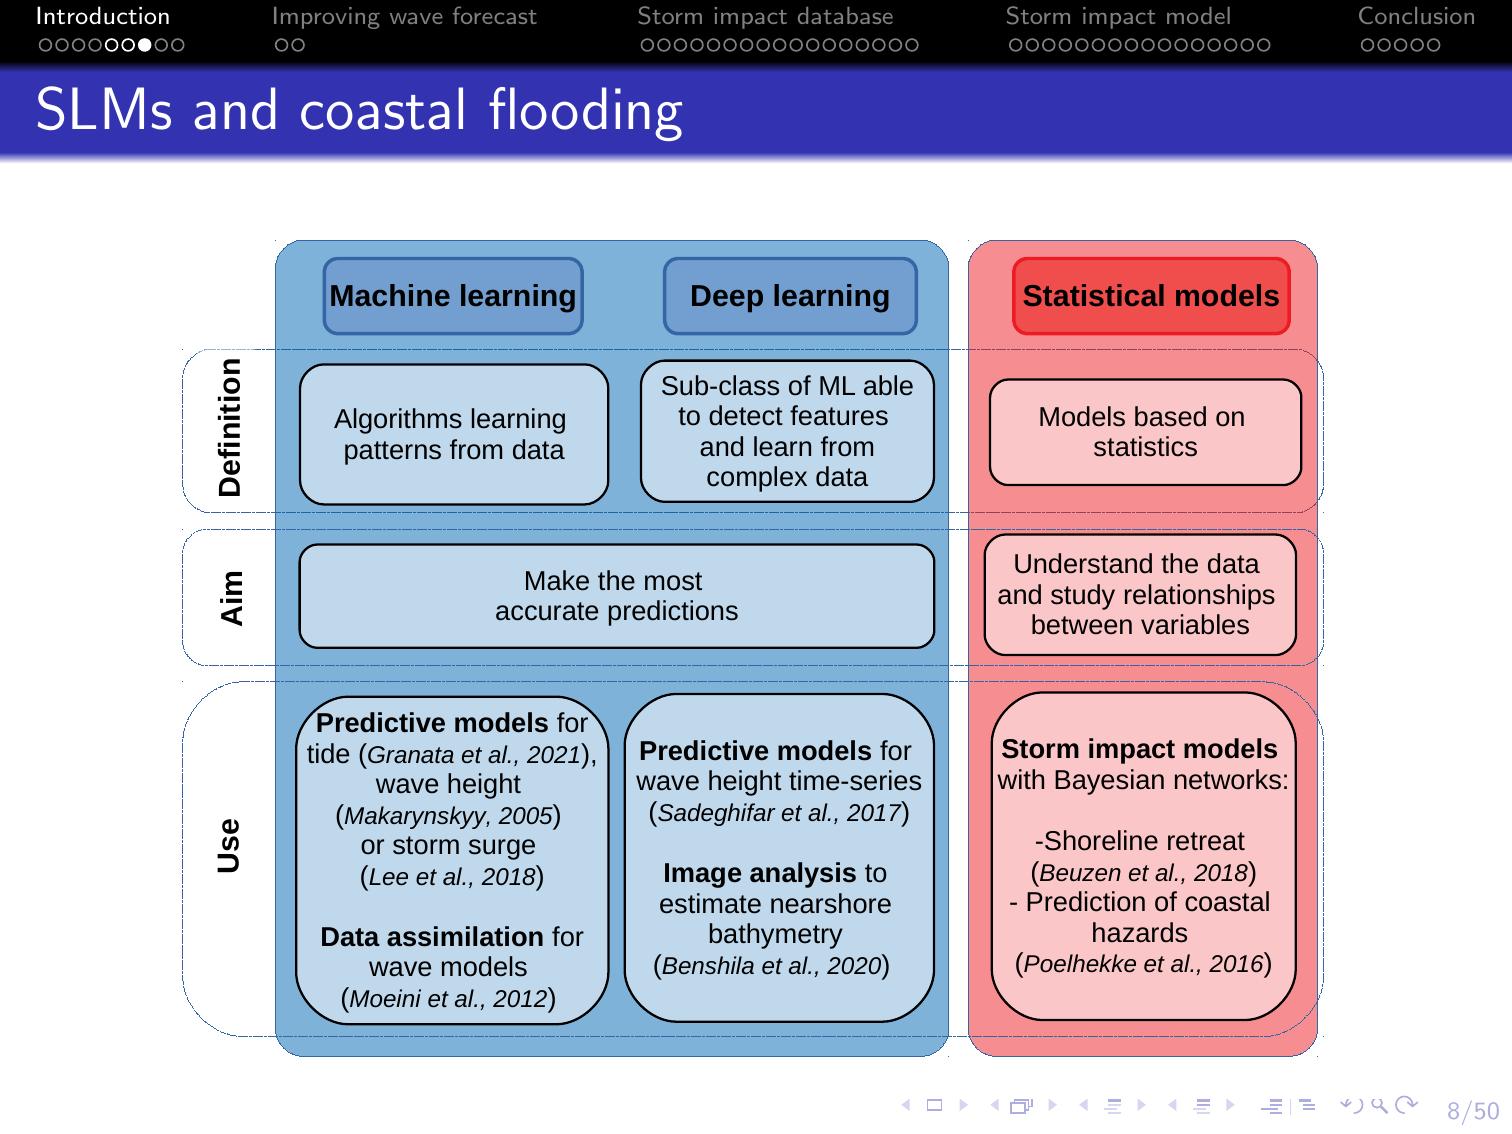 Introduction
Improving wave forecast
Storm impact database
Storm impact model
Conclusion
SLMs and coastal flooding
Machine learning
Deep learning
Statistical models
Definition
Algorithms learning
patterns from data
Sub-class of ML able
to detect features
and learn from
complex data
Models based on
statistics
Aim
Make the most
accurate predictions
Understand the data
and study relationships
between variables
Use
Predictive models for
tide (Granata et al., 2021),
wave height
(Makarynskyy, 2005)
or storm surge
(Lee et al., 2018)
Data assimilation for
wave models
(Moeini et al., 2012)
Predictive models for
wave height time-series
(Sadeghifar et al., 2017)
Image analysis to
estimate nearshore
bathymetry
(Benshila et al., 2020)
Storm impact models
with Bayesian networks:
-Shoreline retreat
(Beuzen et al., 2018)
- Prediction of coastal
hazards
(Poelhekke et al., 2016)
8/50